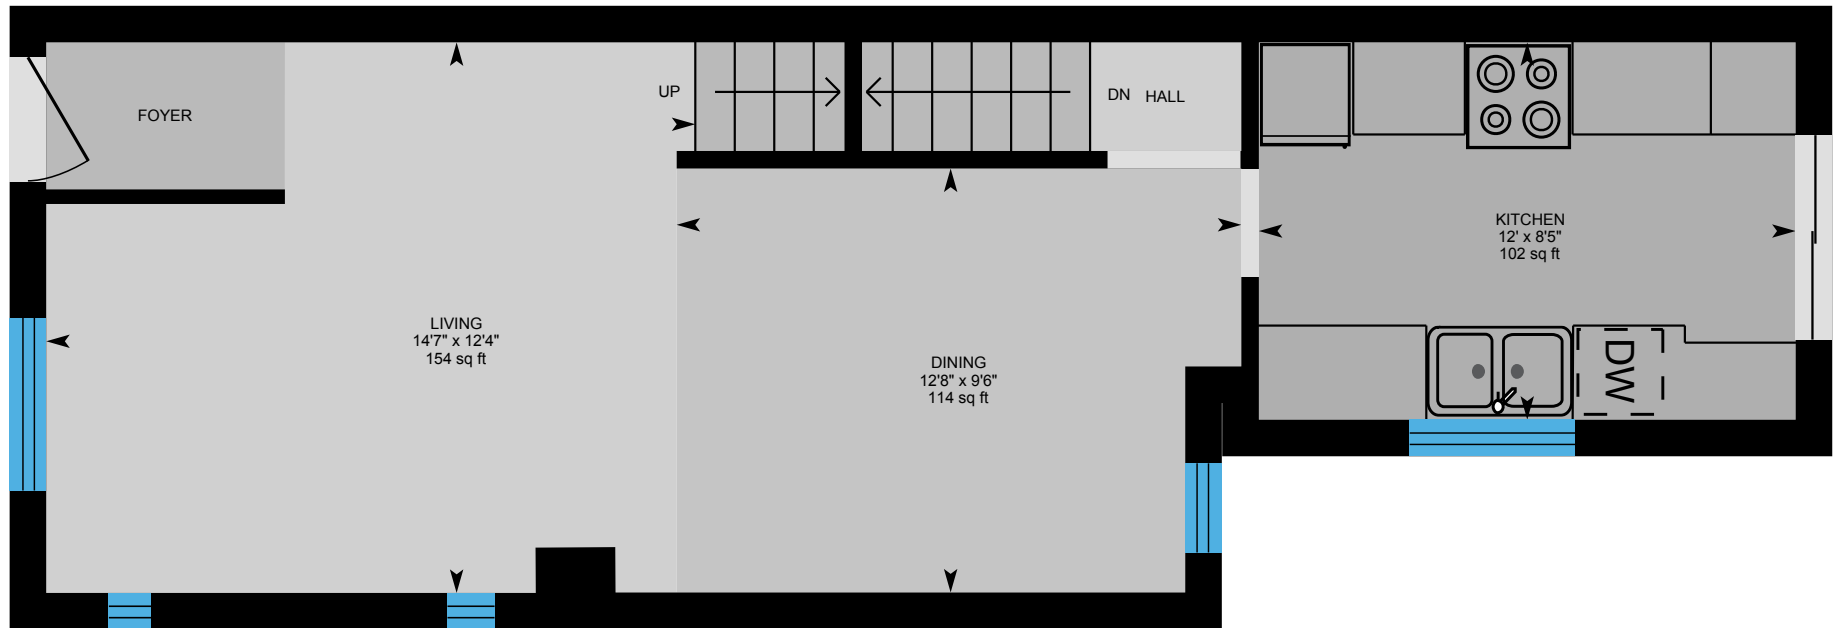 FOYER
UP
DN
HALL
KITCHEN
12' x 8'5"
102 sq ft
LIVING
14'7" x 12'4"
154 sq ft
DINING
12'8" x 9'6"
114 sq ft
DW